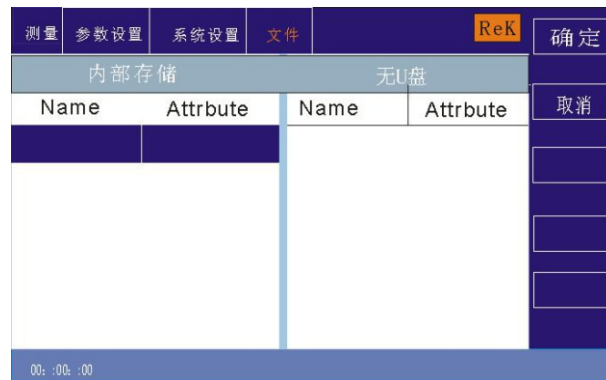 测量 参数设置 系统设置 文件 ReK 确定
内部存储 无U盘
Name Attrbute Name Attrbute 取消
00: :00: :00